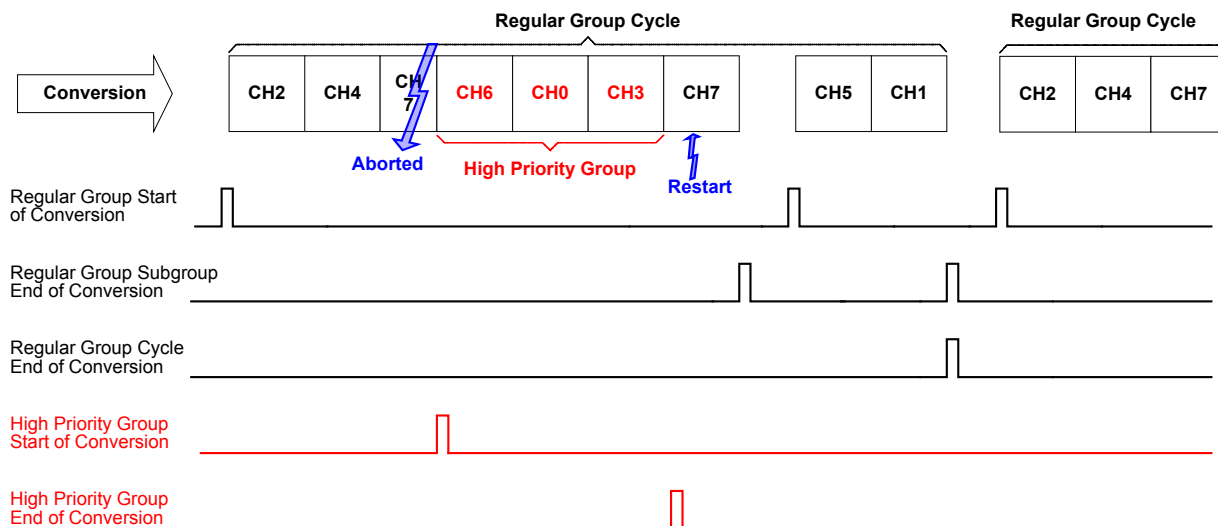 Regular Group Cycle
Regular Group Cycle
Conversion
CH2
CH4
CH
7
CH6
CH0
CH3
CH7
CH5
CH1
CH2
CH4
CH7
Aborted
High Priority Group
Restart
Regular Group Start
of Conversion
Regular Group Subgroup
End of Conversion
Regular Group Cycle
End of Conversion
High Priority Group
Start of Conversion
High Priority Group
End of Conversion